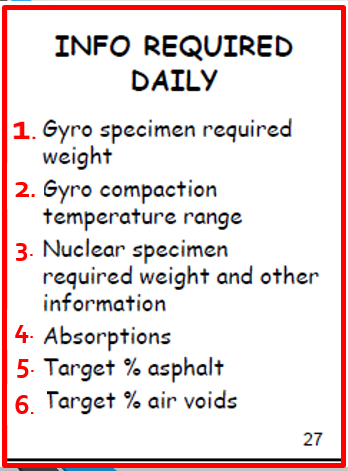 INFO REQUIRED
DAILY
1. Gyro specimen required
weight
2. Gyro compaction
temperature range
3. Nuclear specimen
required weight and other
information
4. Absorptions
5. Target % asphalt
6. Target % air voids
27